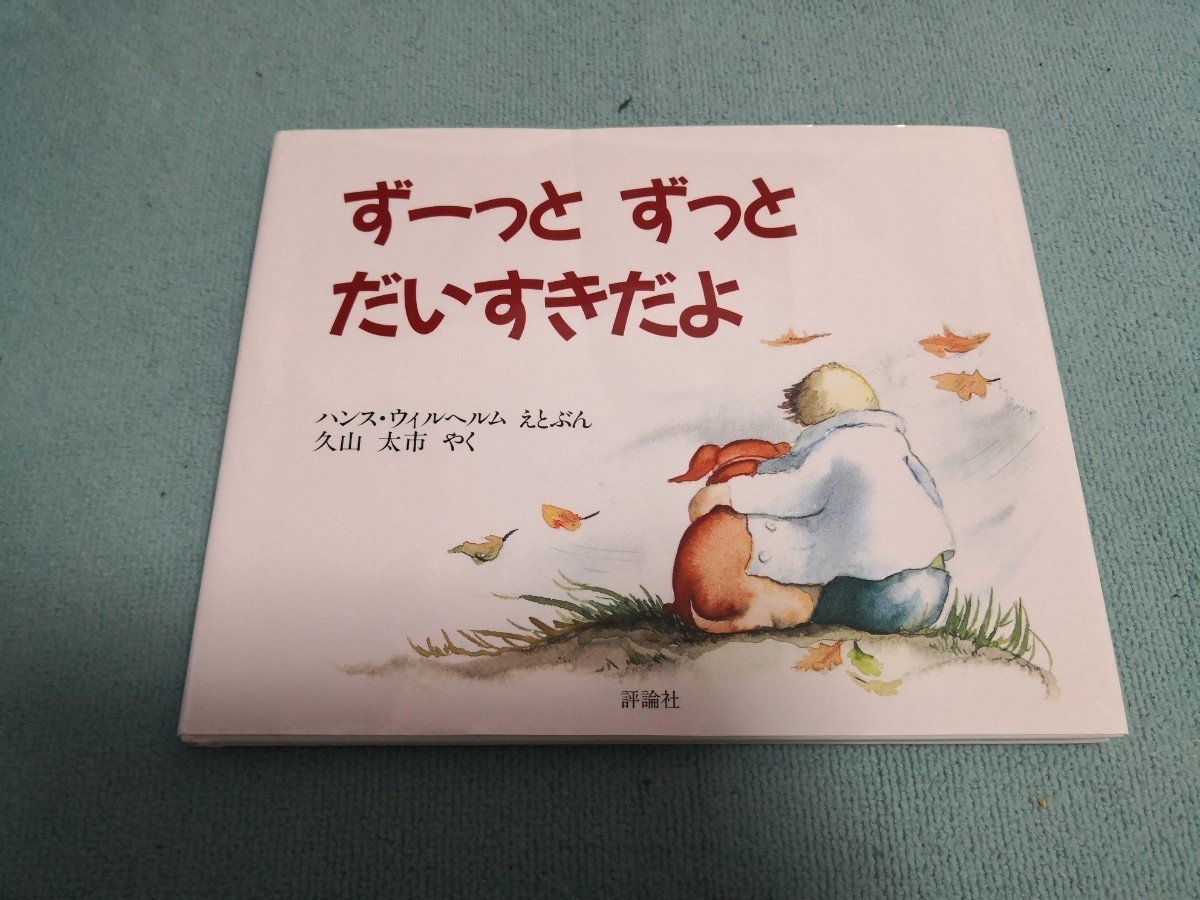 ずーっと ずっと
だいすきだよ
ハンス・ウィルヘルム えとぶん
久山 太市 やく
評論社